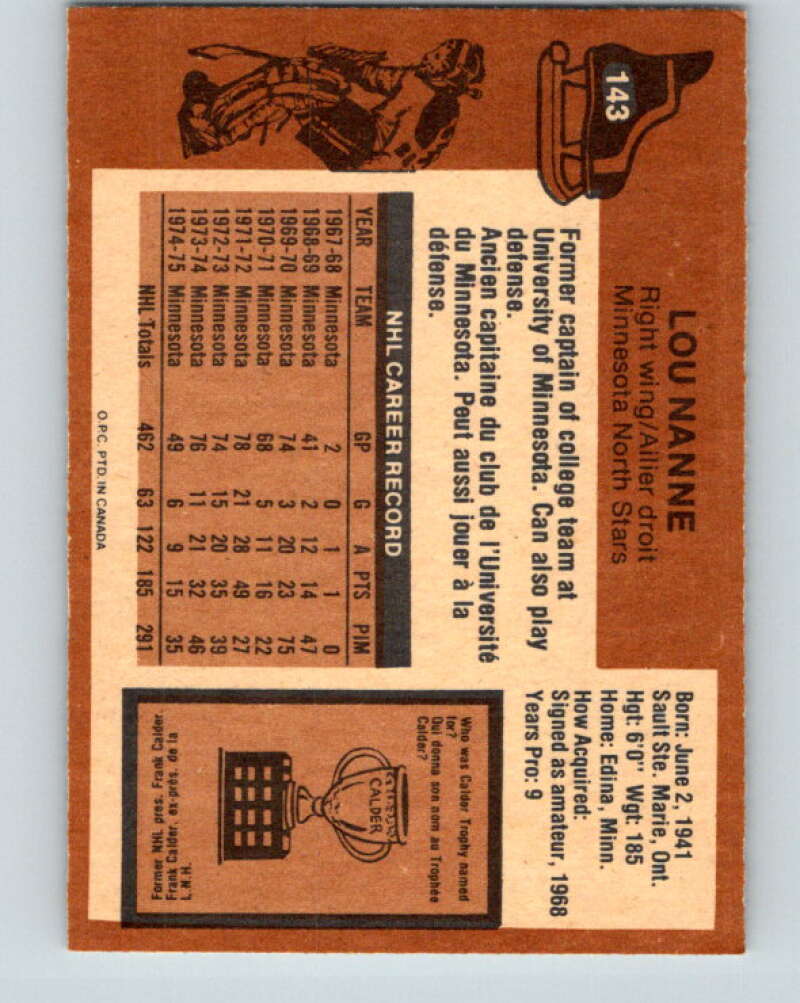 143
LOU NANNE
Right wing/Allier droit
Minnesota North Stars
Born: June 2, 1941
Sault Ste. Marie, Ont.
Hgt: 6'0" Wgt: 185
Home: Edina, Minn.
How Acquired:
Signed as amateur, 1968
Years Pro: 9
Former captain of college team at
University of Minnesota. Can also play
defense.
Ancien capitaine du club de l'Université
du Minnesota. Peut aussi jouer à la
défense.
NHL CAREER RECORD
YEAR TEAM GP G A PTS PIM
1967-68 Minnesota 2 0 1 1 0
1968-69 Minnesota 41 2 12 14 47
1969-70 Minnesota 74 3 20 23 75
1970-71 Minnesota 68 5 11 16 22
1971-72 Minnesota 78 21 28 49 27
1972-73 Minnesota 74 15 20 35 39
1973-74 Minnesota 76 11 21 32 46
1974-75 Minnesota 49 6 9 15 35
NHL Totals 462 63 122 185 291
O.P.C. PTD. IN CANADA
Who was Calder Trophy named
for?
Qui donna son nom au Trophée
Calder?
CALDER
Former NHL pres. Frank Calder.
Frank Calder, ex-prés. de la
L.N.H.